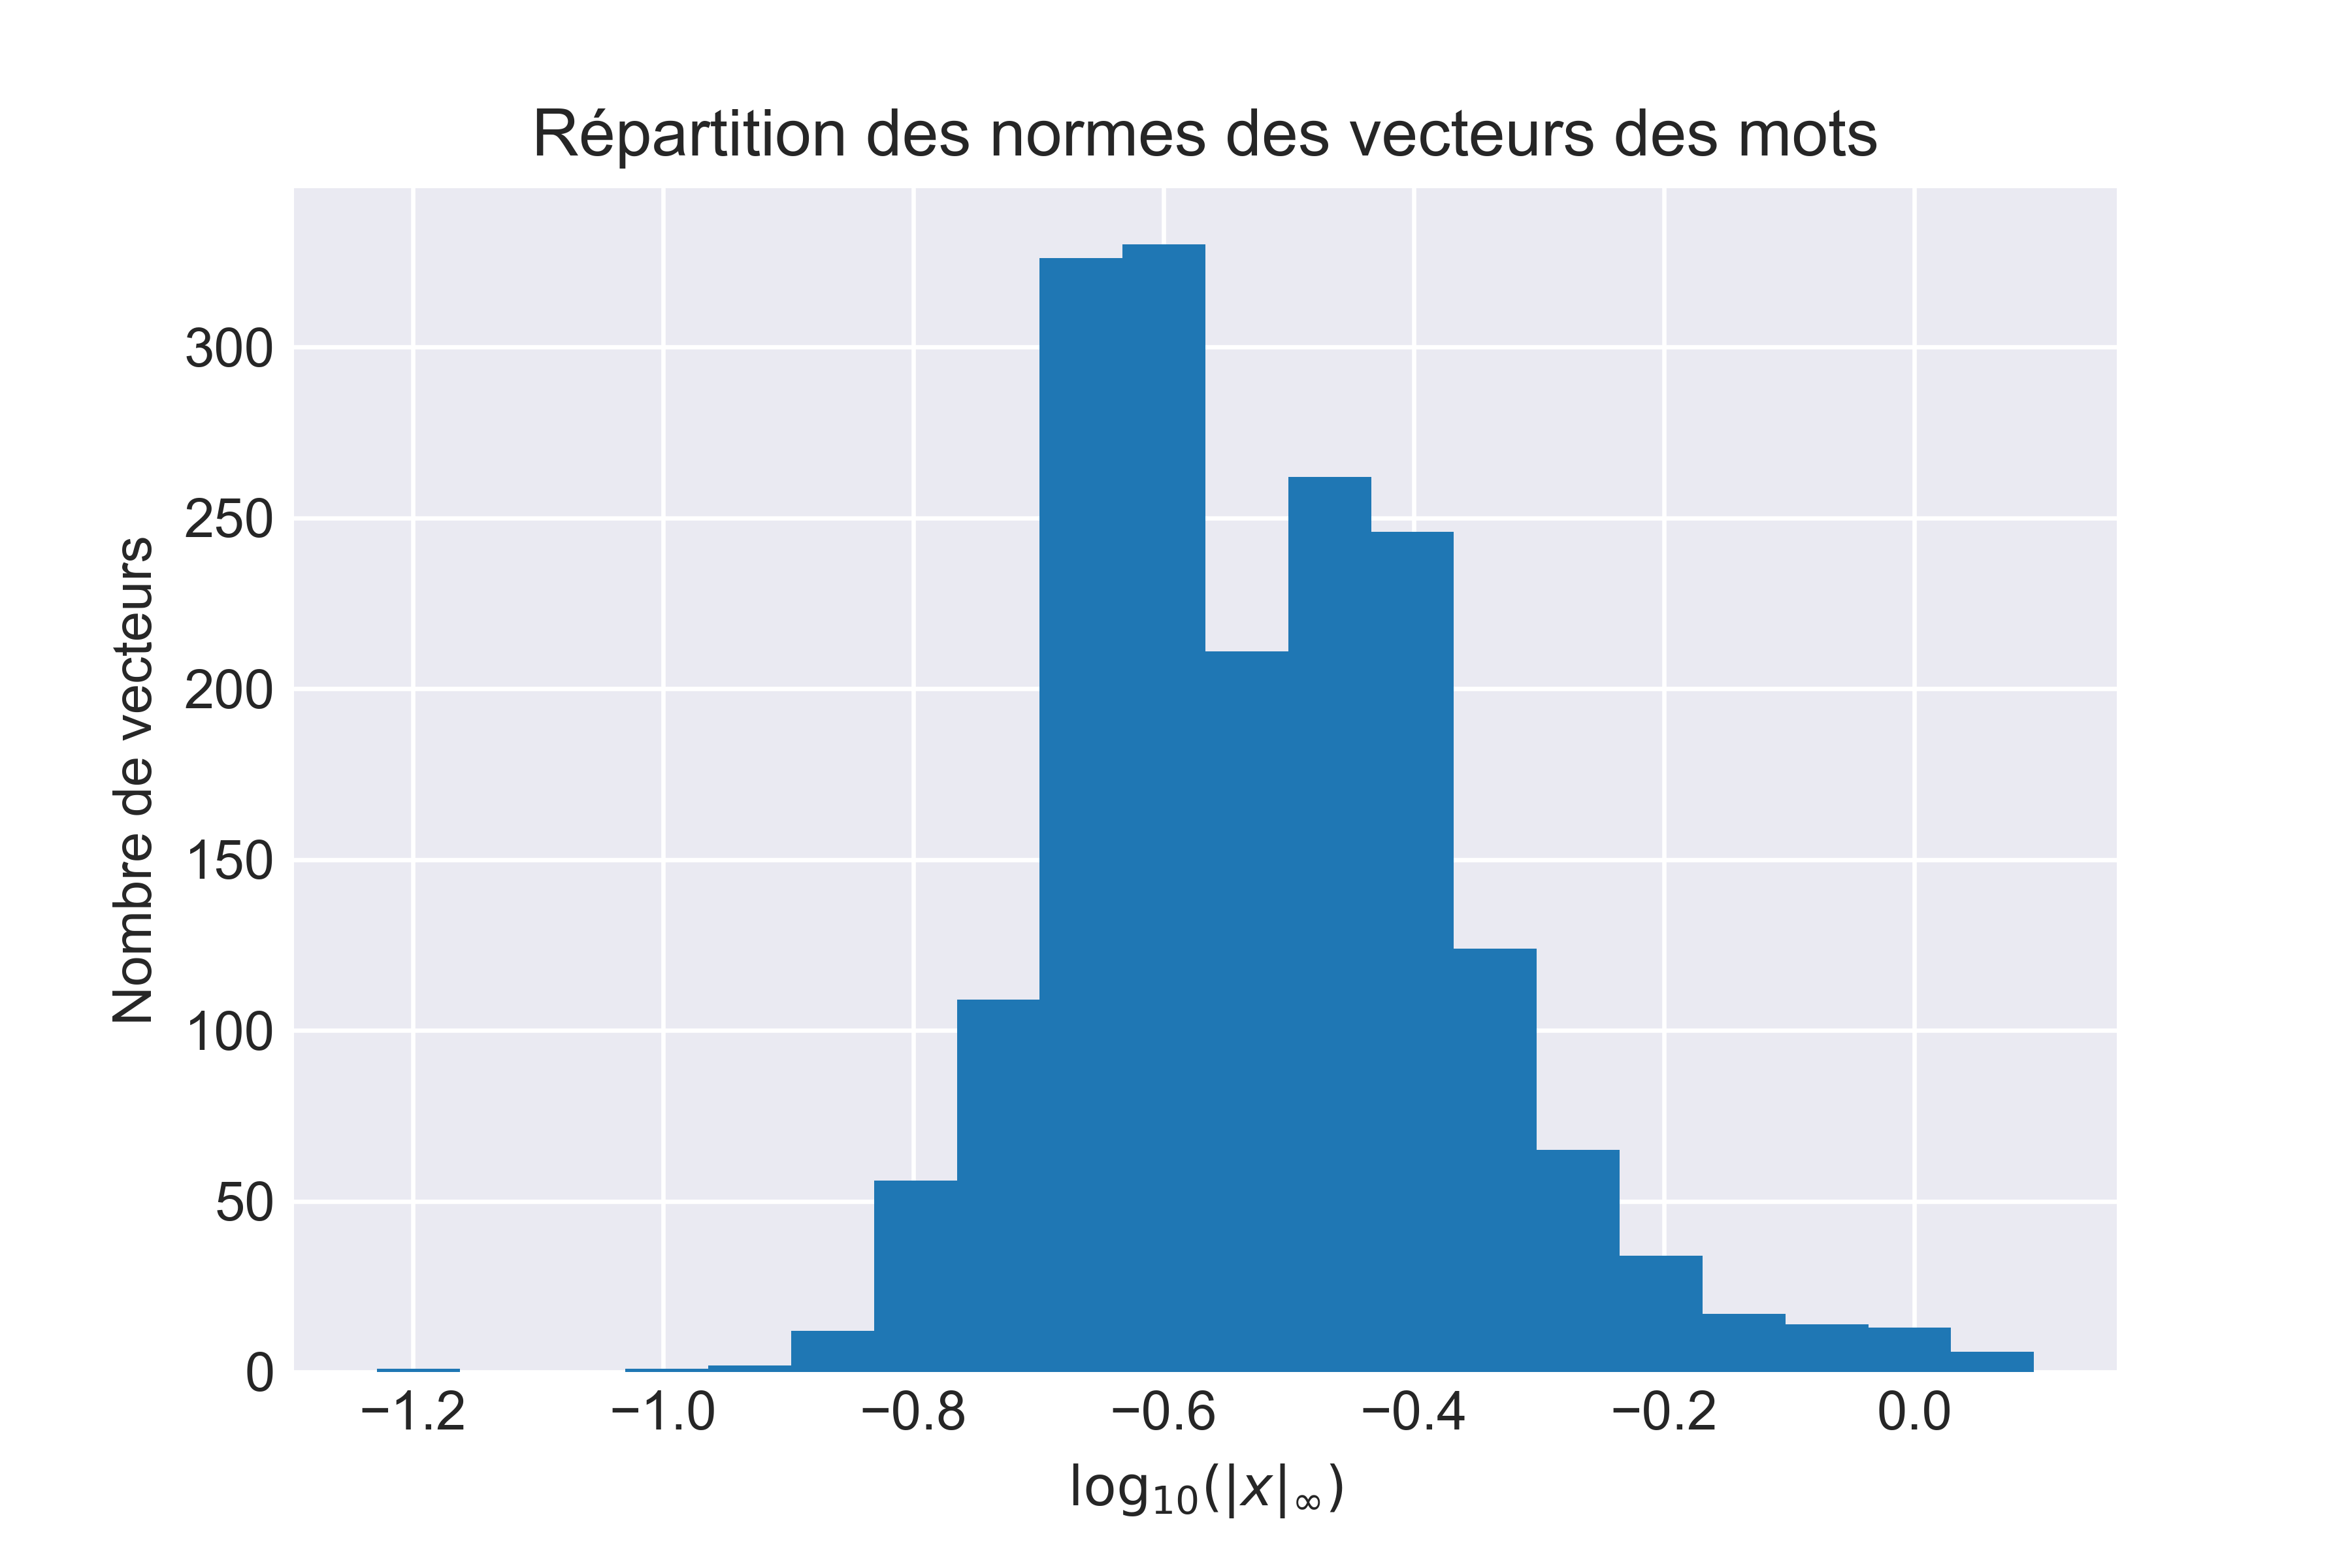 Répartition des normes des vecteurs des mots
Nombre de vecteurs
300
250
200
150
100
50
0
−1.2 −1.0 −0.8 −0.6 −0.4 −0.2 0.0
log₁₀(|x|∞)